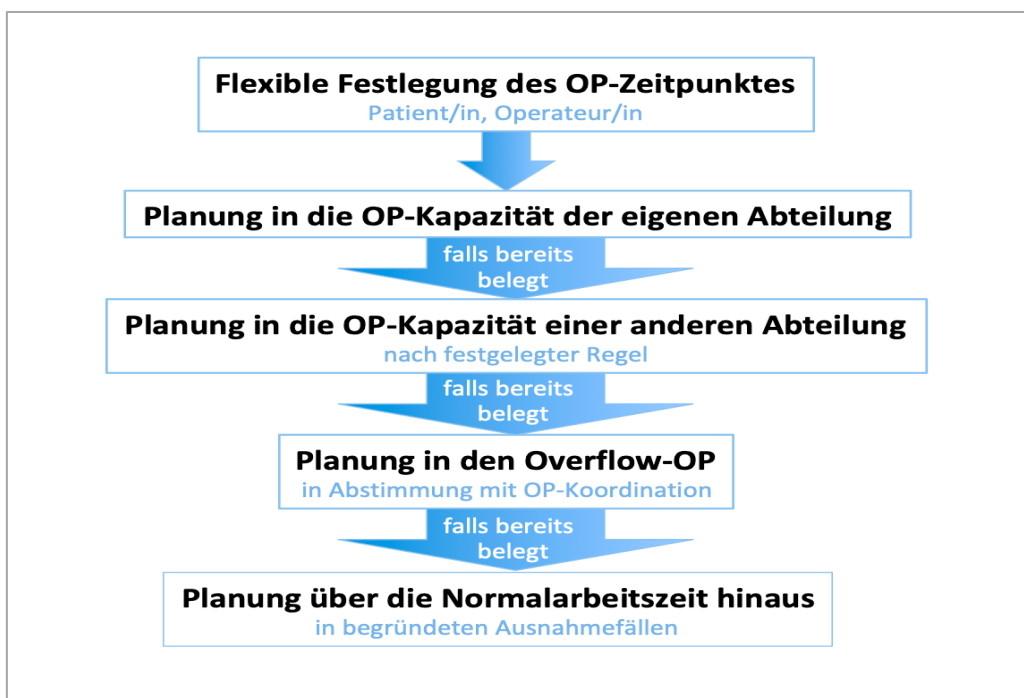 Flexible Festlegung des OP-Zeitpunktes
Patient/in, Operateur/in
Planung in die OP-Kapazität der eigenen Abteilung
falls bereits
belegt
Planung in die OP-Kapazität einer anderen Abteilung
nach festgelegter Regel
falls bereits
belegt
Planung in den Overflow-OP
in Abstimmung mit OP-Koordination
falls bereits
belegt
Planung über die Normalarbeitszeit hinaus
in begründeten Ausnahmefällen